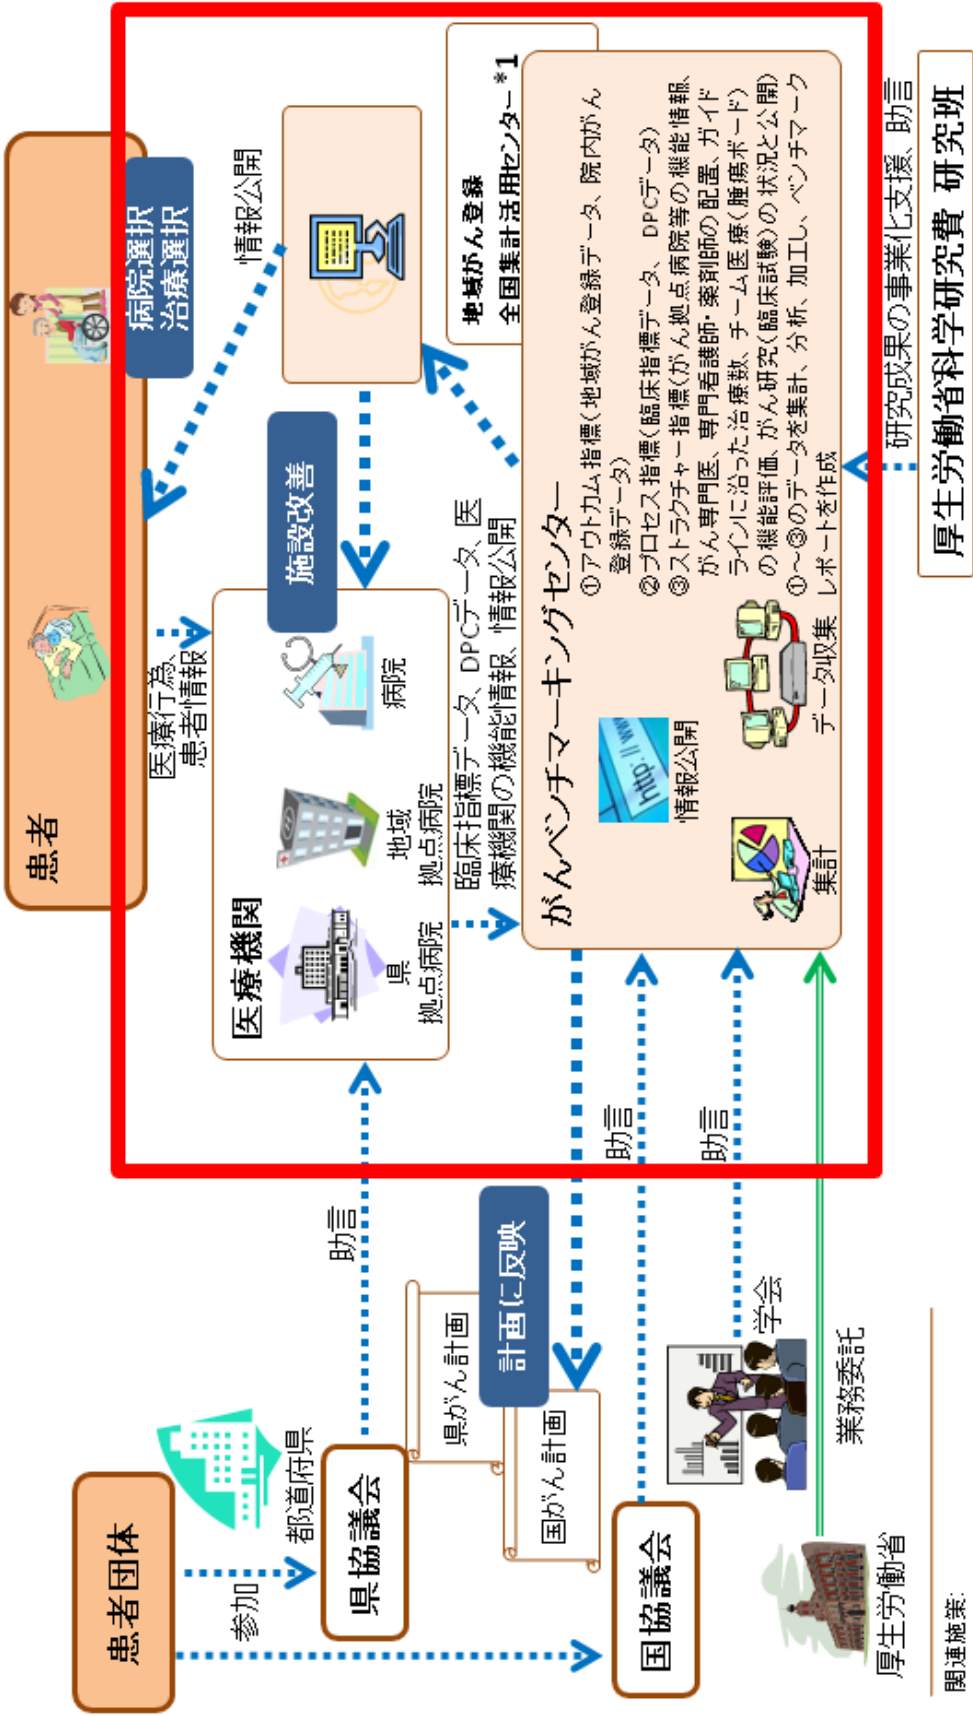 患者団体
参加
都道府県
県協議会
助言
県がん計画
国がん計画
計画に反映
国協議会
助言
助言
学会
業務委託
厚生労働省
関連施策:
患者
病院選択
治療選択
医療行為、
患者情報
情報公開
医療機関
県
拠点病院
地域
拠点病院
病院
施設改善
臨床指標データ、DPCデータ、医
療機関の機能情報、情報公開
地域がん登録
全国集計活用センター*1
がんベンチマーキングセンター
情報公開
集計
データ収集
①アウトカム指標(地域がん登録データ、院内がん
登録データ)
②プロセス指標(臨床指標データ、DPCデータ)
③ストラクチャー指標(がん拠点病院等の機能情報、
がん専門医、専門看護師・薬剤師の配置、ガイド
ラインに沿った治療数、チーム医療(腫瘍ボード)
の機能評価、がん研究(臨床試験)の状況と公開)
①～③のデータを集計、分析、加工し、ベンチマーク
レポートを作成
http://www
研究成果の事業化支援、助言
厚生労働省科学研究費 研究班